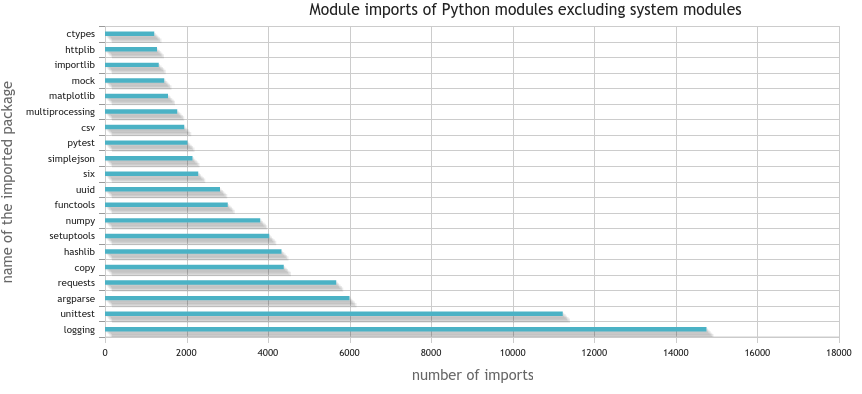 Module imports of Python modules excluding system modules
name of the imported package
ctypes
httplib
importlib
mock
matplotlib
multiprocessing
csv
pytest
simplejson
six
uuid
functools
numpy
setuptools
hashlib
copy
requests
argparse
unittest
logging
0 2000 4000 6000 8000 10000 12000 14000 16000 18000
number of imports